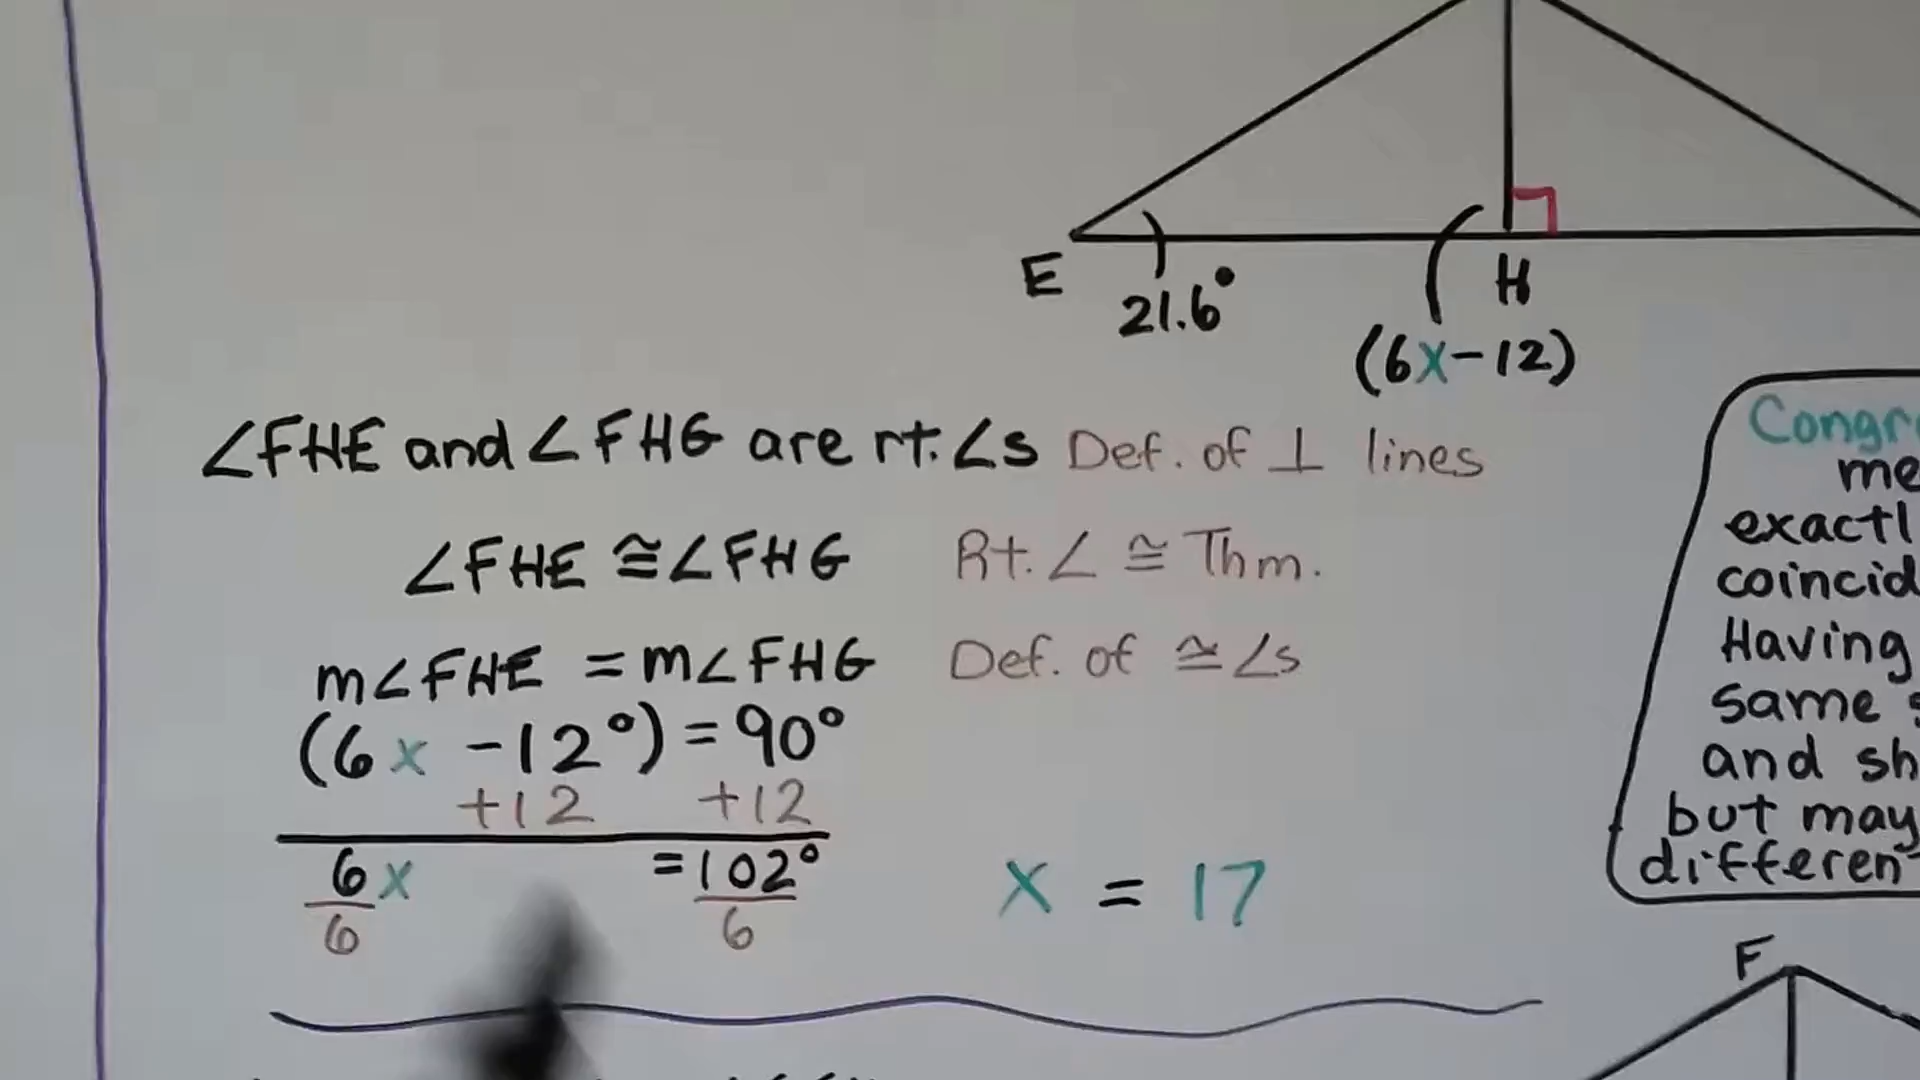 E
21.6°
H
(6x-12)
∠FHE and ∠FHG are rt. ∠s Def. of ⊥ lines
∠FHE ≅ ∠FHG Rt. ∠ ≅ Thm.
m∠FHE = m∠FHG Def. of ≅ ∠s
(6x -12°) = 90°
+12 +12
6x = 102°
6 6
x = 17
me
exactl
coincid
Having
same
and sh
but may
differen
F